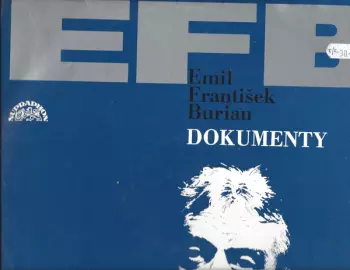 EFB
Emil
František
Burian
DOKUMENTY
SUPRAPHON